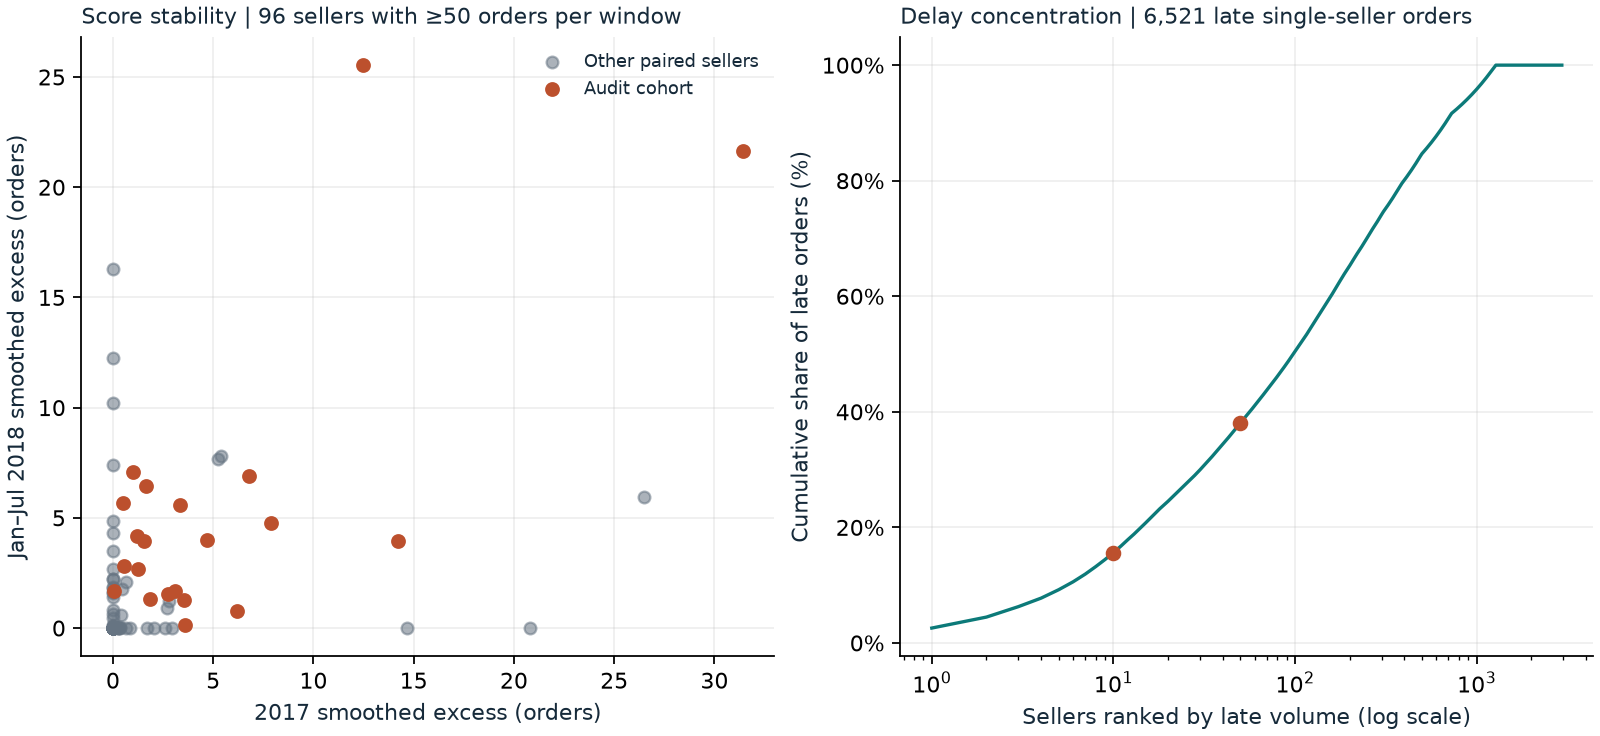 Score stability | 96 sellers with ≥50 orders per window
Other paired sellers
Audit cohort
Jan–Jul 2018 smoothed excess (orders)
25
20
15
10
5
0
0 5 10 15 20 25 30
2017 smoothed excess (orders)
Delay concentration | 6,521 late single-seller orders
Cumulative share of late orders (%)
100%
80%
60%
40%
20%
0%
10⁰ 10¹ 10² 10³
Sellers ranked by late volume (log scale)